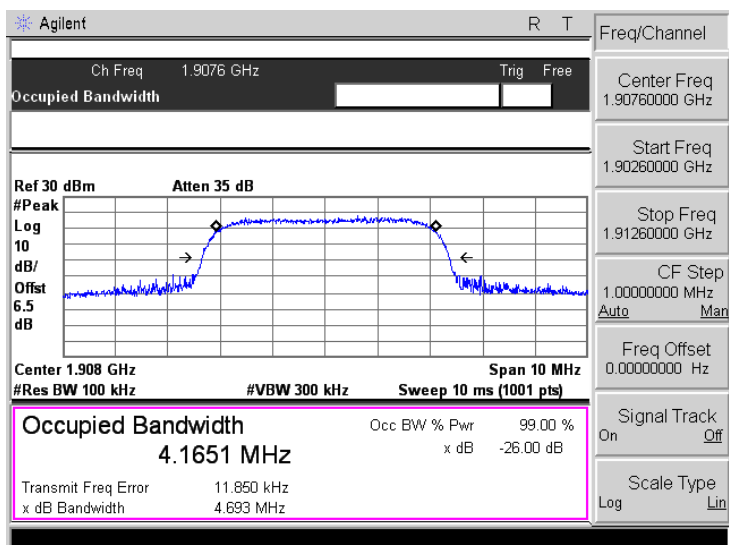 Agilent R T
Ch Freq 1.9076 GHz Trig Free
Occupied Bandwidth
Ref 30 dBm Atten 35 dB
#Peak
Log
10
dB/
Offst
6.5
dB
Center 1.908 GHz Span 10 MHz
#Res BW 100 kHz #VBW 300 kHz Sweep 10 ms (1001 pts)
Occupied Bandwidth Occ BW % Pwr 99.00 %
4.1651 MHz x dB -26.00 dB
Transmit Freq Error 11.850 kHz
x dB Bandwidth 4.693 MHz
Freq/Channel
Center Freq
1.90760000 GHz
Start Freq
1.90260000 GHz
Stop Freq
1.91260000 GHz
CF Step
1.00000000 MHz
Auto Man
Freq Offset
0.00000000 Hz
Signal Track
On Off
Scale Type
Log Lin